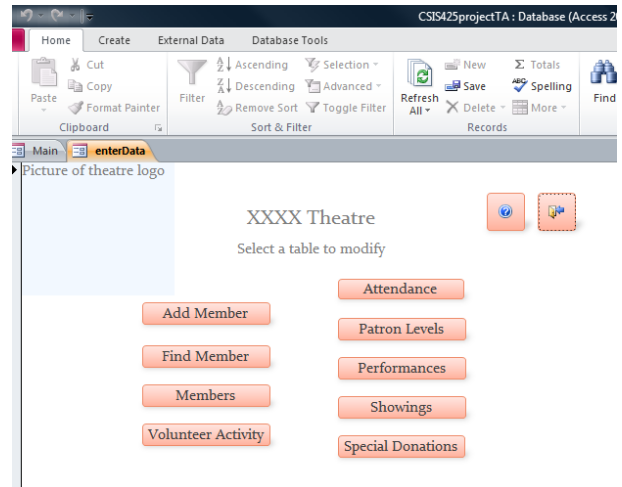 CSIS425projectTA : Database (Access 20
Home Create External Data Database Tools
Paste
Cut
Copy
Format Painter
Clipboard
Filter
Ascending
Descending
Remove Sort
Selection
Advanced
Toggle Filter
Sort & Filter
Refresh All
New
Save
Delete
Totals
Spelling
More
Records
Find
Main enterData
Picture of theatre logo
XXXX Theatre
Select a table to modify
Add Member
Find Member
Members
Volunteer Activity
Attendance
Patron Levels
Performances
Showings
Special Donations